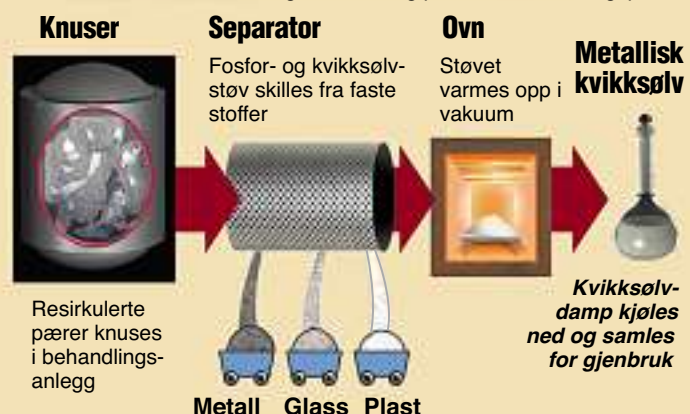 Knuser
Resirkulerte
pærer knuses
i behandlings-
anlegg
Separator
Fosfor- og kvikksølv-
støv skilles fra faste
stoffer
Metall Glass Plast
Ovn
Støvet
varmes opp i
vakuum
Metallisk
kvikksølv
Kvikksølv-
damp kjøles
ned og samles
for gjenbruk